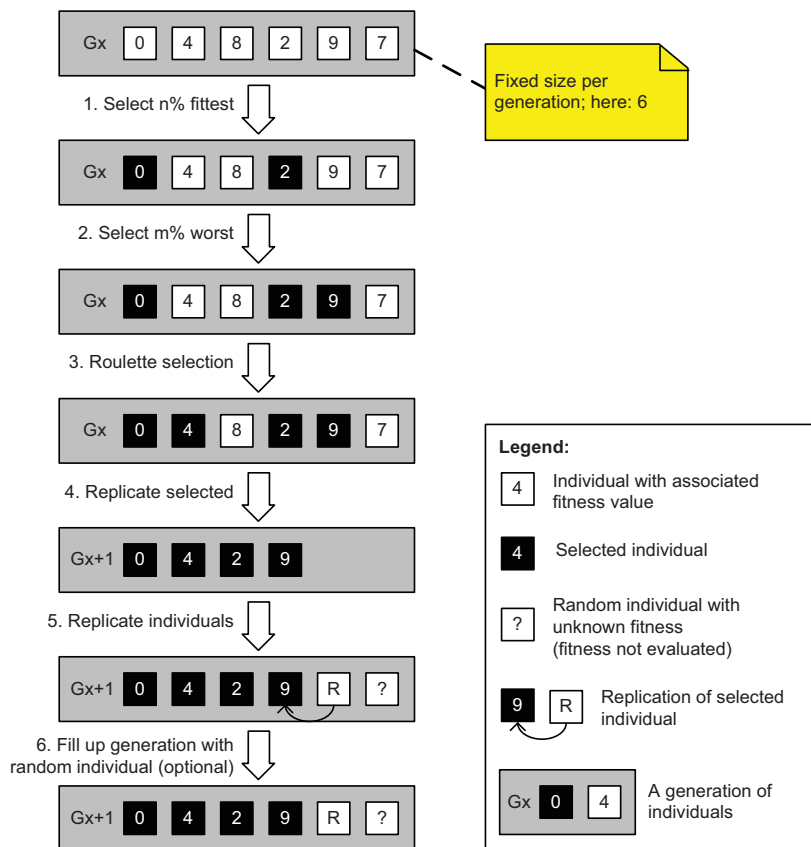 Gx 0 4 8 2 9 7
Fixed size per
generation; here: 6
1. Select n% fittest
Gx 0 4 8 2 9 7
2. Select m% worst
Gx 0 4 8 2 9 7
3. Roulette selection
Gx 0 4 8 2 9 7
4. Replicate selected
Gx+1 0 4 2 9
5. Replicate individuals
Gx+1 0 4 2 9 R ?
6. Fill up generation with
random individual (optional)
Gx+1 0 4 2 9 R ?
Legend:
4 Individual with associated
fitness value
4 Selected individual
? Random individual with
unknown fitness
(fitness not evaluated)
9 R Replication of selected
individual
Gx 0 4 A generation of
individuals